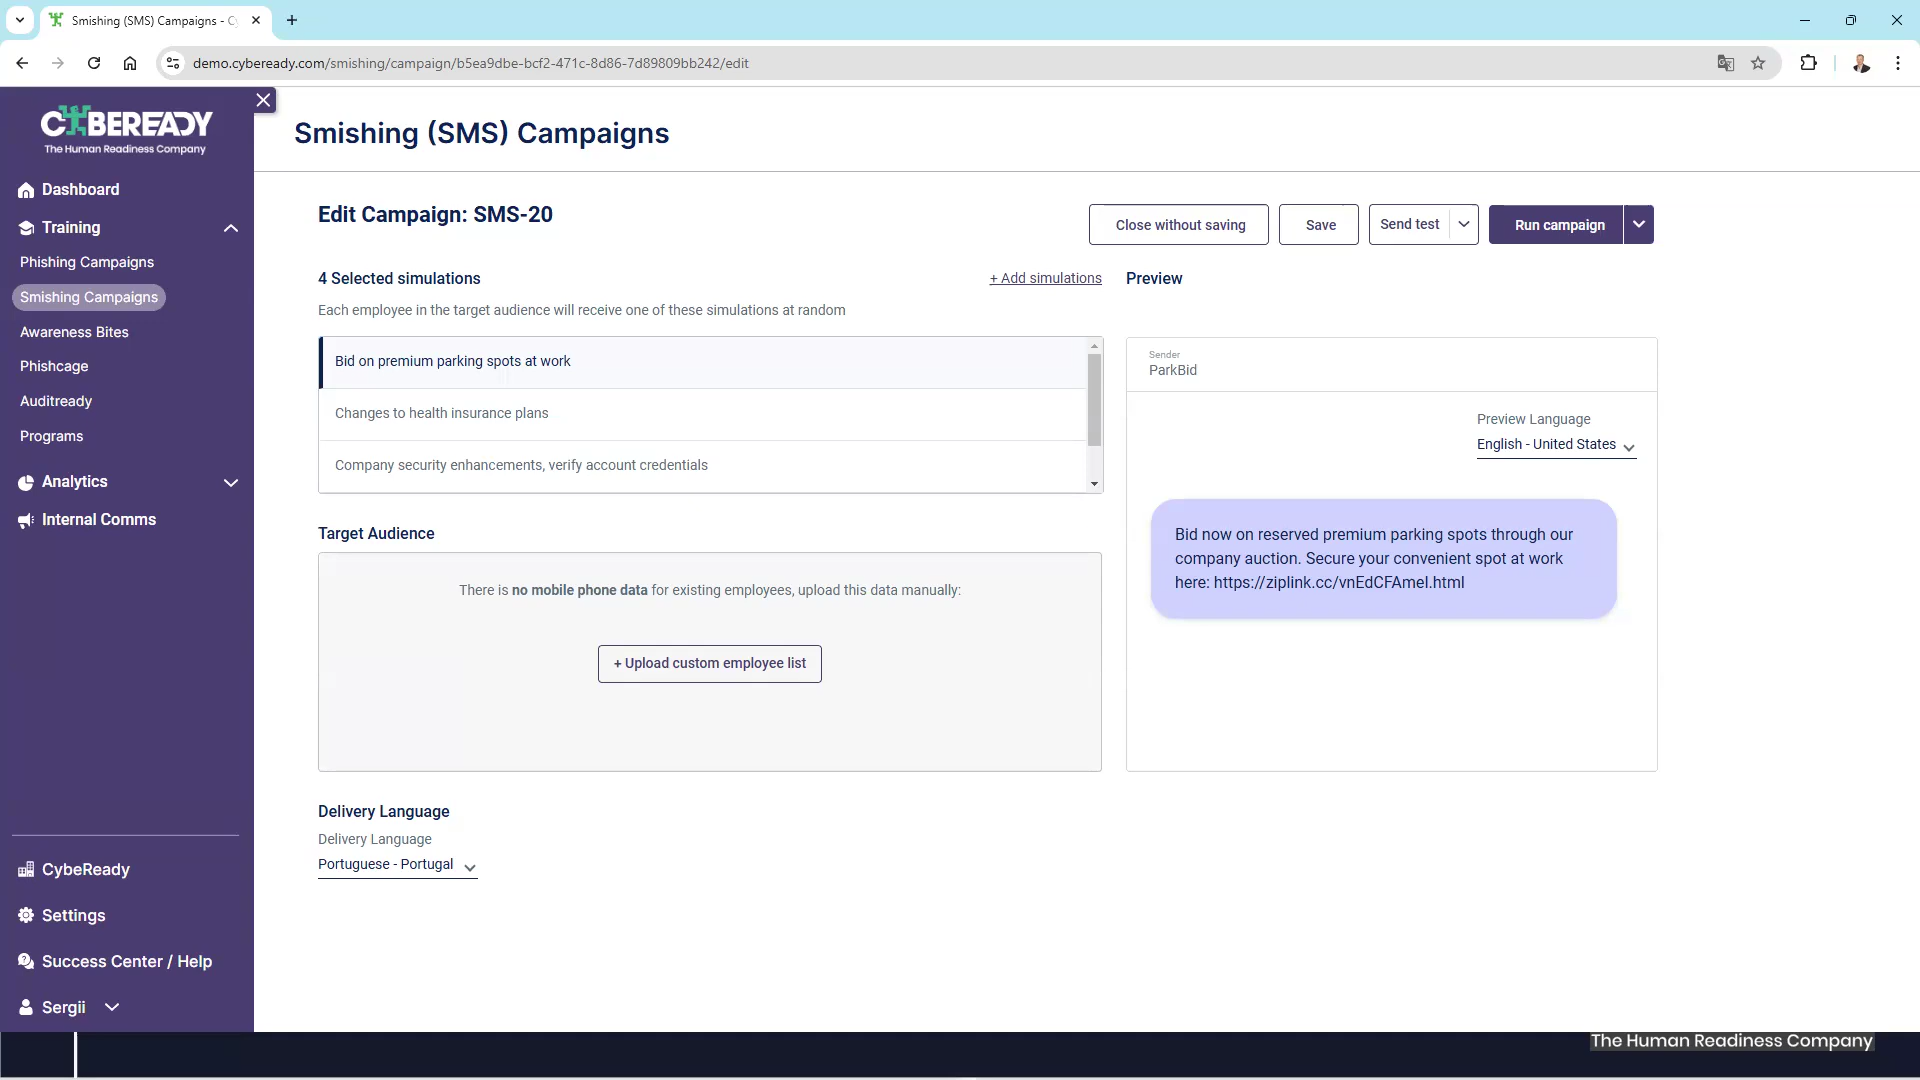 Smishing (SMS) Campaigns - C
demo.cybeready.com/smishing/campaign/b5ea9dbe-bcf2-471c-8d86-7d89809bb242/edit
CYBEREADY
The Human Readiness Company
Dashboard
Training
Phishing Campaigns
Smishing Campaigns
Awareness Bites
Phishcage
Auditready
Programs
Analytics
Internal Comms
CybeReady
Settings
Success Center / Help
Sergii
Smishing (SMS) Campaigns
Edit Campaign: SMS-20
Close without saving
Save
Send test
Run campaign
4 Selected simulations
+ Add simulations
Each employee in the target audience will receive one of these simulations at random
Bid on premium parking spots at work
Changes to health insurance plans
Company security enhancements, verify account credentials
Target Audience
There is no mobile phone data for existing employees, upload this data manually:
+ Upload custom employee list
Delivery Language
Delivery Language
Portuguese - Portugal
Preview
Sender
ParkBid
Preview Language
English - United States
Bid now on reserved premium parking spots through our
company auction. Secure your convenient spot at work
here: https://ziplink.cc/vnEdCFAmeI.html
The Human Readiness Company